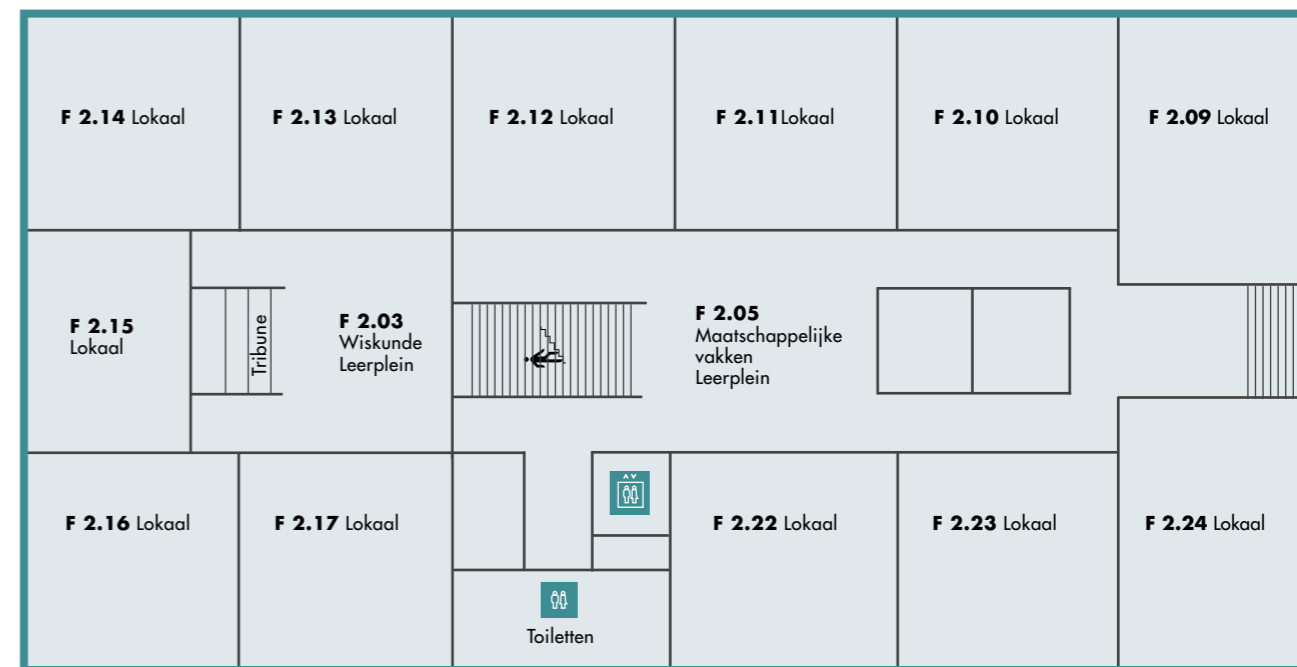 F 2.14 Lokaal
F 2.13 Lokaal
F 2.12 Lokaal
F 2.11Lokaal
F 2.10 Lokaal
F 2.09 Lokaal
F 2.15
Lokaal
Tribune
F 2.03
Wiskunde
Leerplein
F 2.05
Maatschappelijke
vakken
Leerplein
F 2.16 Lokaal
F 2.17 Lokaal
F 2.22 Lokaal
F 2.23 Lokaal
F 2.24 Lokaal
Toiletten